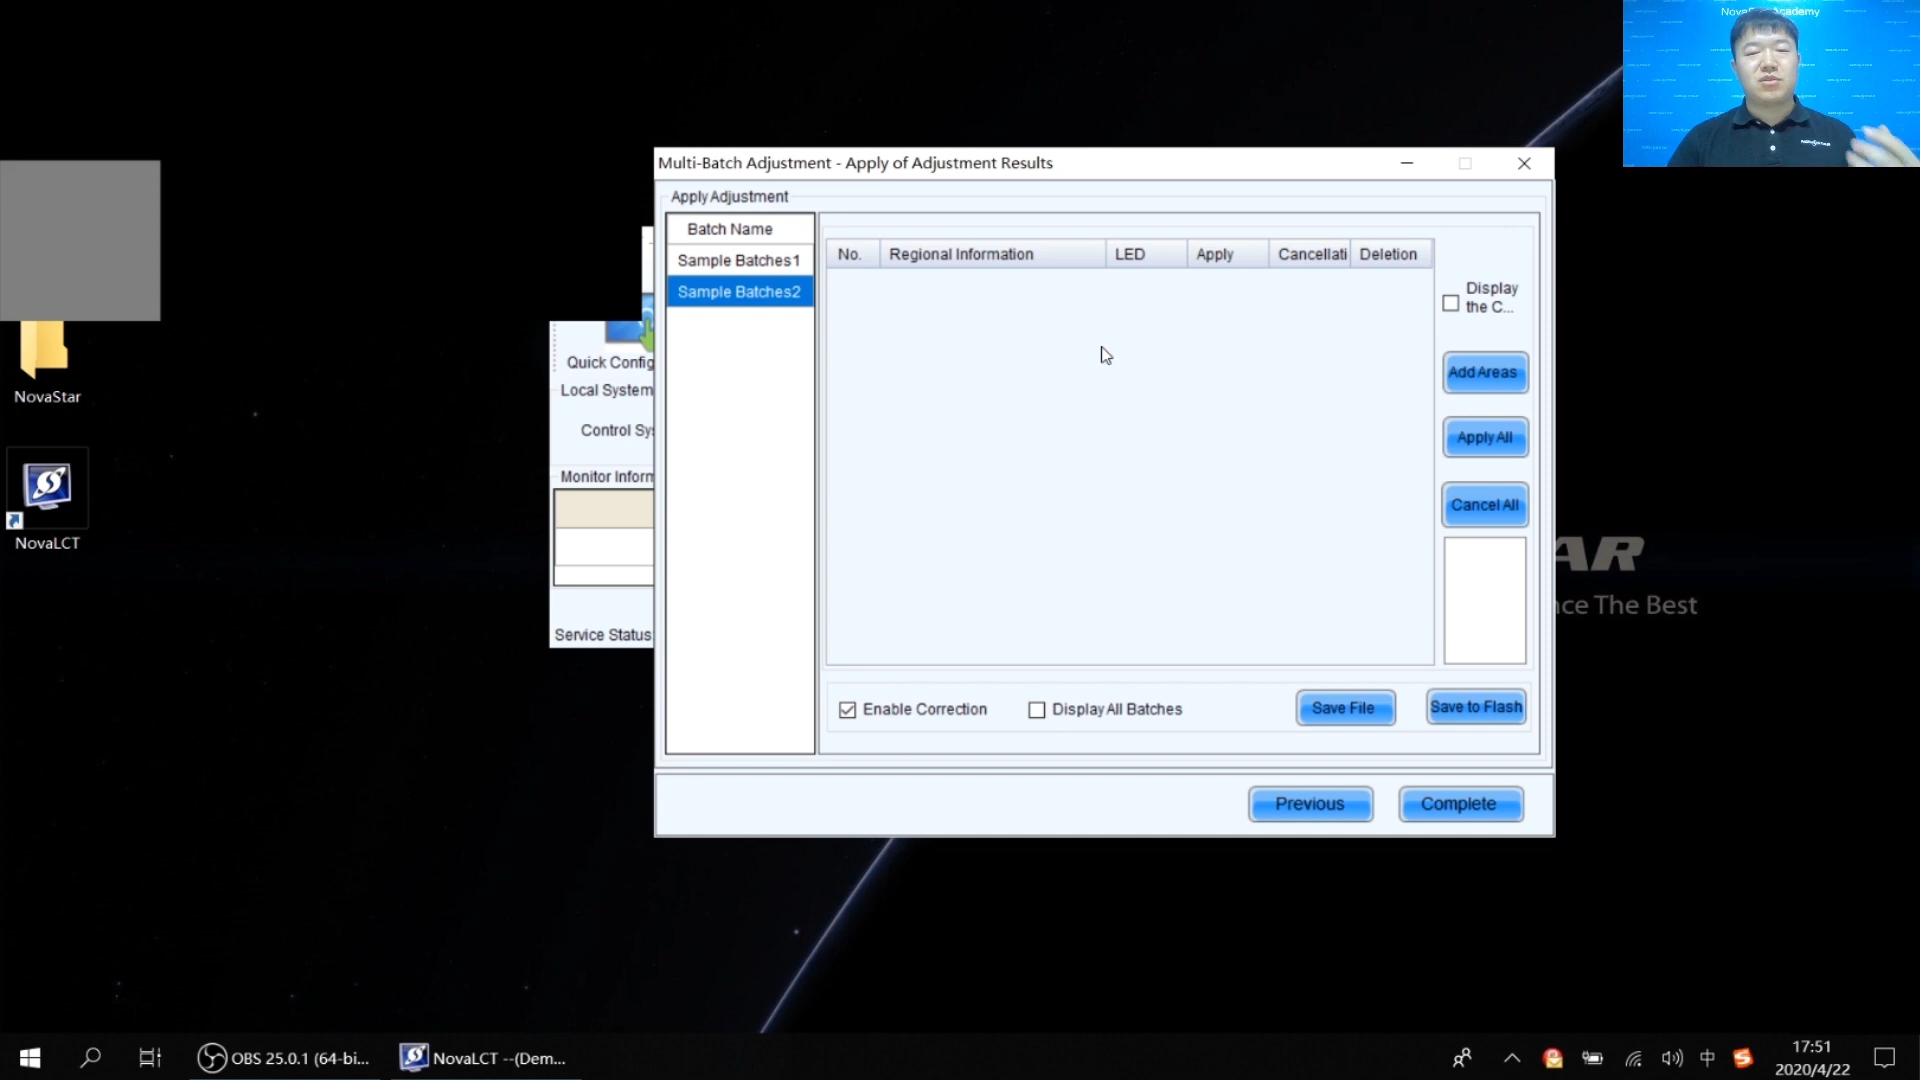 Multi-Batch Adjustment - Apply of Adjustment Results
Apply Adjustment
Batch Name
Sample Batches1
Sample Batches2
No.
Regional Information
LED
Apply
Cancellati
Deletion
Display
the C...
Add Areas
Apply All
Cancel All
Enable Correction
Display All Batches
Save File
Save to Flash
Previous
Complete
Quick Config
Local System
Control Sy
Monitor Inform
Service Status
NovaStar
NovaLCT
AR
nce The Best
OBS 25.0.1 (64-bi...
NovaLCT --(Dem...
中
17:51
2020/4/22